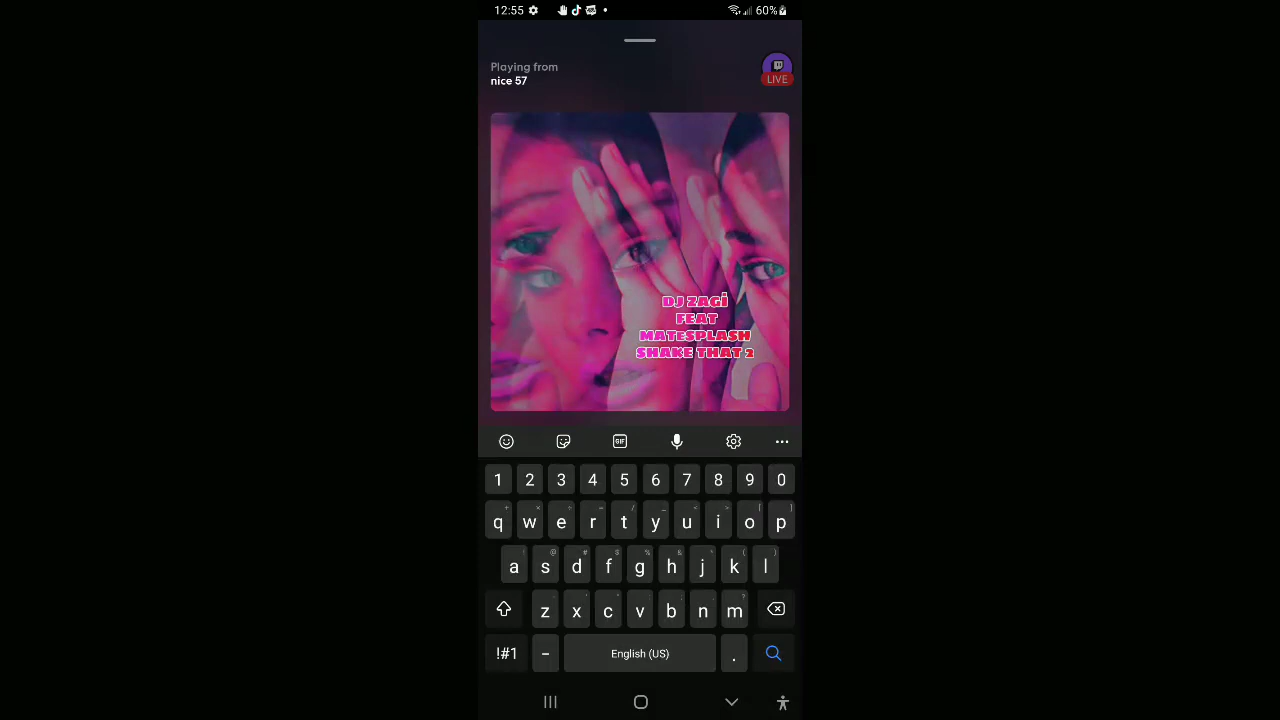 12:55
60%
Playing from
nice 57
LIVE
DJ ZAGİ
FEAT
MATESPLASH
SHAKE THAT 2
GIF
1 2 3 4 5 6 7 8 9 0
q w e r t y u i o p
a s d f g h j k l
z x c v b n m
!#1 - English (US) .